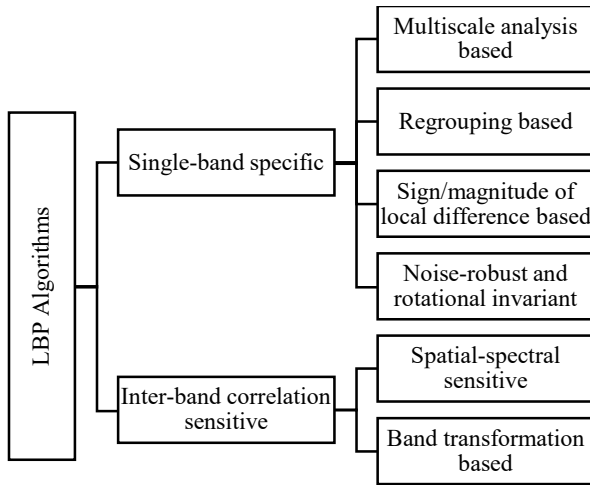 LBP Algorithms
Single-band specific
Inter-band correlation
sensitive
Multiscale analysis
based
Regrouping based
Sign/magnitude of
local difference based
Noise-robust and
rotational invariant
Spatial-spectral
sensitive
Band transformation
based